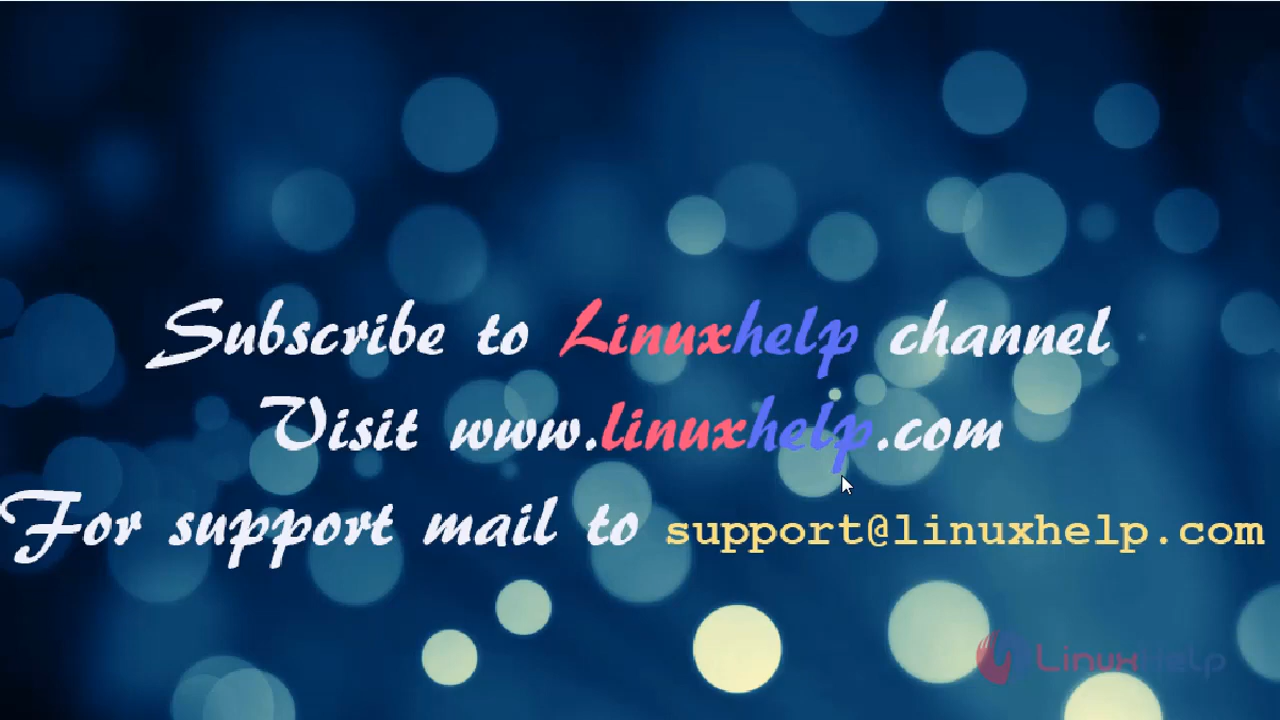 Subscribe to Linuxhelp channel
Visit www.linuxhelp.com
For support mail to support@linuxhelp.com
LinuxHelp